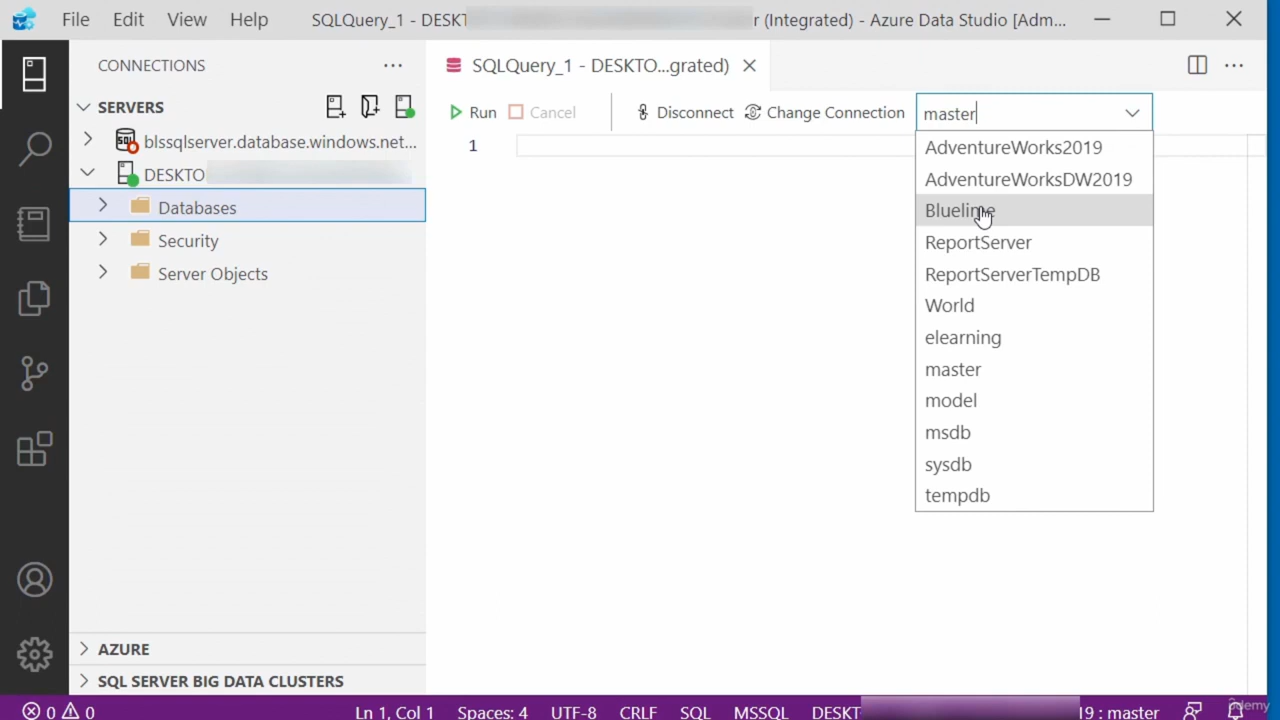 File Edit View Help SQLQuery_1 - DESKT r (Integrated) - Azure Data Studio [Adm...
CONNECTIONS
SQLQuery_1 - DESKTO...grated)
SERVERS
Run Cancel Disconnect Change Connection master
blssqlserver.database.windows.net...
1
AdventureWorks2019
DESKTO
AdventureWorksDW2019
Databases
Bluelime
Security
ReportServer
Server Objects
ReportServerTempDB
World
elearning
master
model
msdb
sysdb
tempdb
AZURE
SQL SERVER BIG DATA CLUSTERS
0 0 Ln 1, Col 1 Spaces: 4 UTF-8 CRLF SQL MSSQL DESKT 19 : master
ûdemy